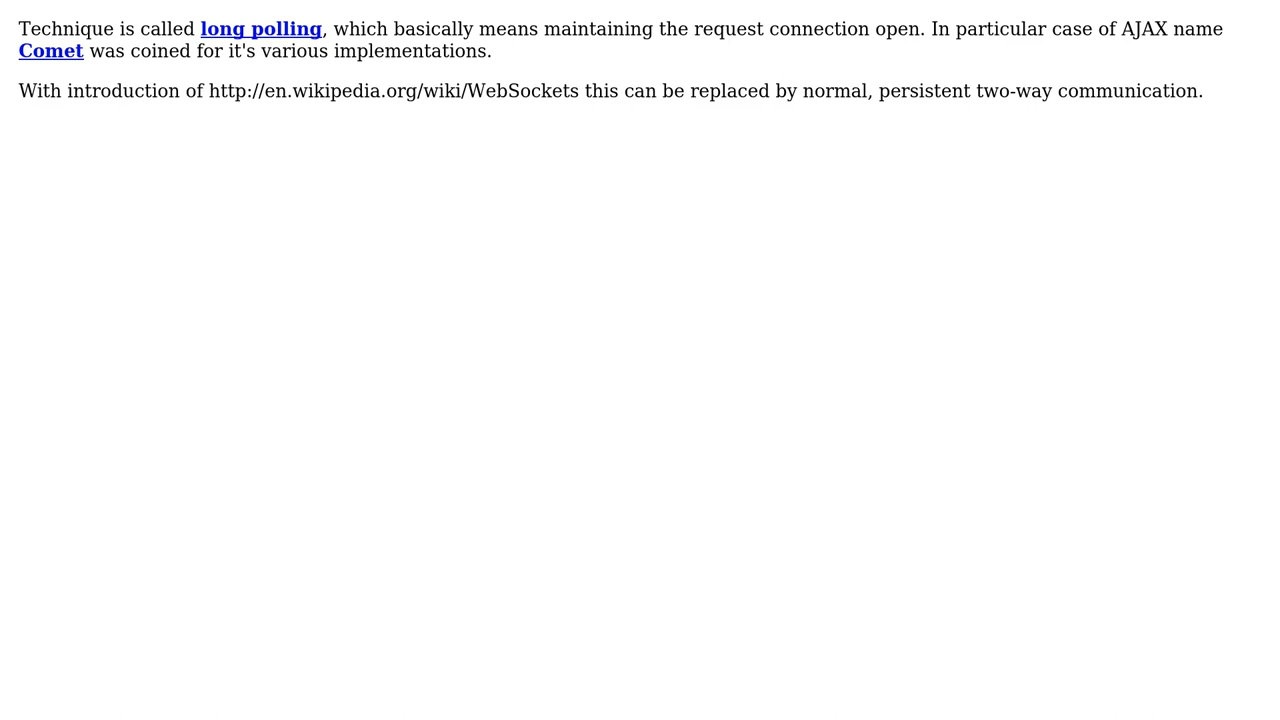 Technique is called long polling, which basically means maintaining the request connection open. In particular case of AJAX name
Comet was coined for it's various implementations.
With introduction of http://en.wikipedia.org/wiki/WebSockets this can be replaced by normal, persistent two-way communication.